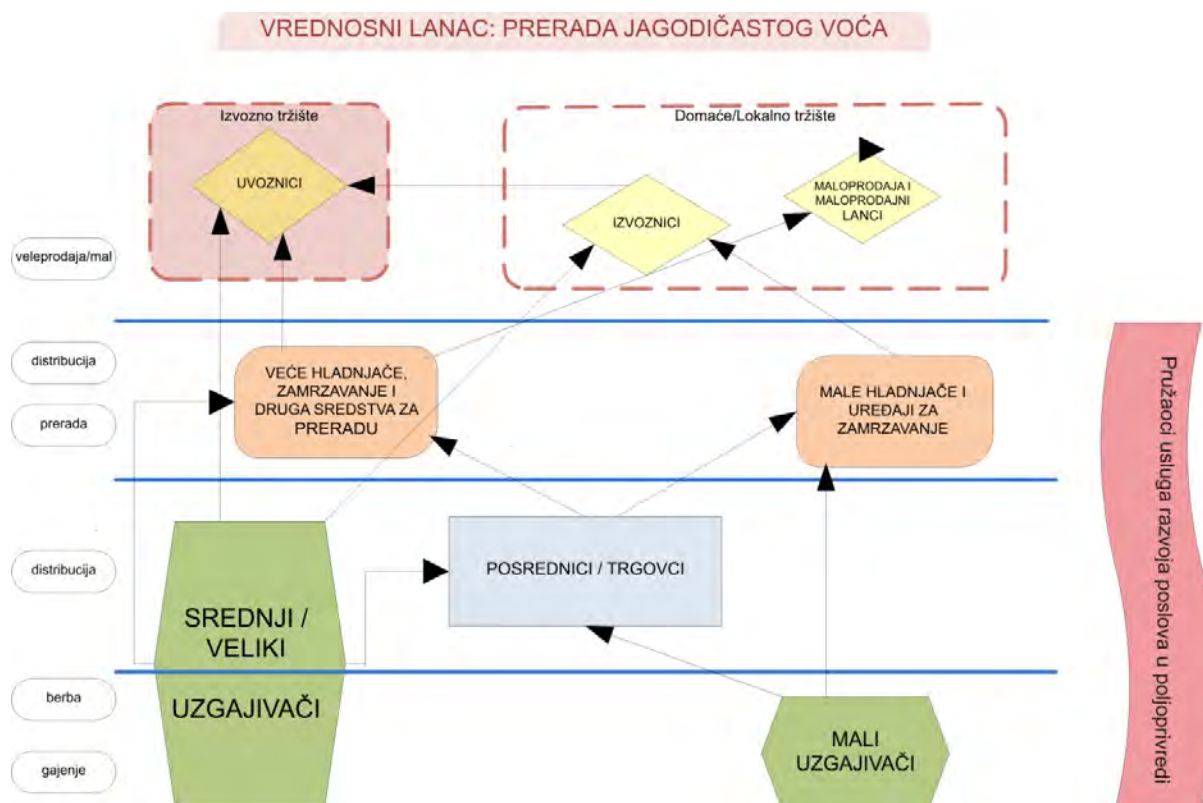 VREDNOSNI LANAC: PRERADA JAGODIČASTOG VOĆA
Izvozno tržište
Domaće/Lokalno tržište
UVOZNICI
IZVOZNICI
MALOPRODAJA I
MALOPRODAJNI
LANCI
veleprodaja/mal
distribucija
prerada
VEĆE HLADNJAČE,
ZAMRZAVANJE I
DRUGA SREDSTVA ZA
PRERADU
MALE HLADNJAČE I
UREĐAJI ZA
ZAMRZAVANJE
distribucija
POSREDNICI / TRGOVCI
SREDNJI /
VELIKI
UZGAJIVAČI
berba
gajenje
MALI
UZGAJIVAČI
Pružaoci usluga razvoja poslova u poljoprivredi